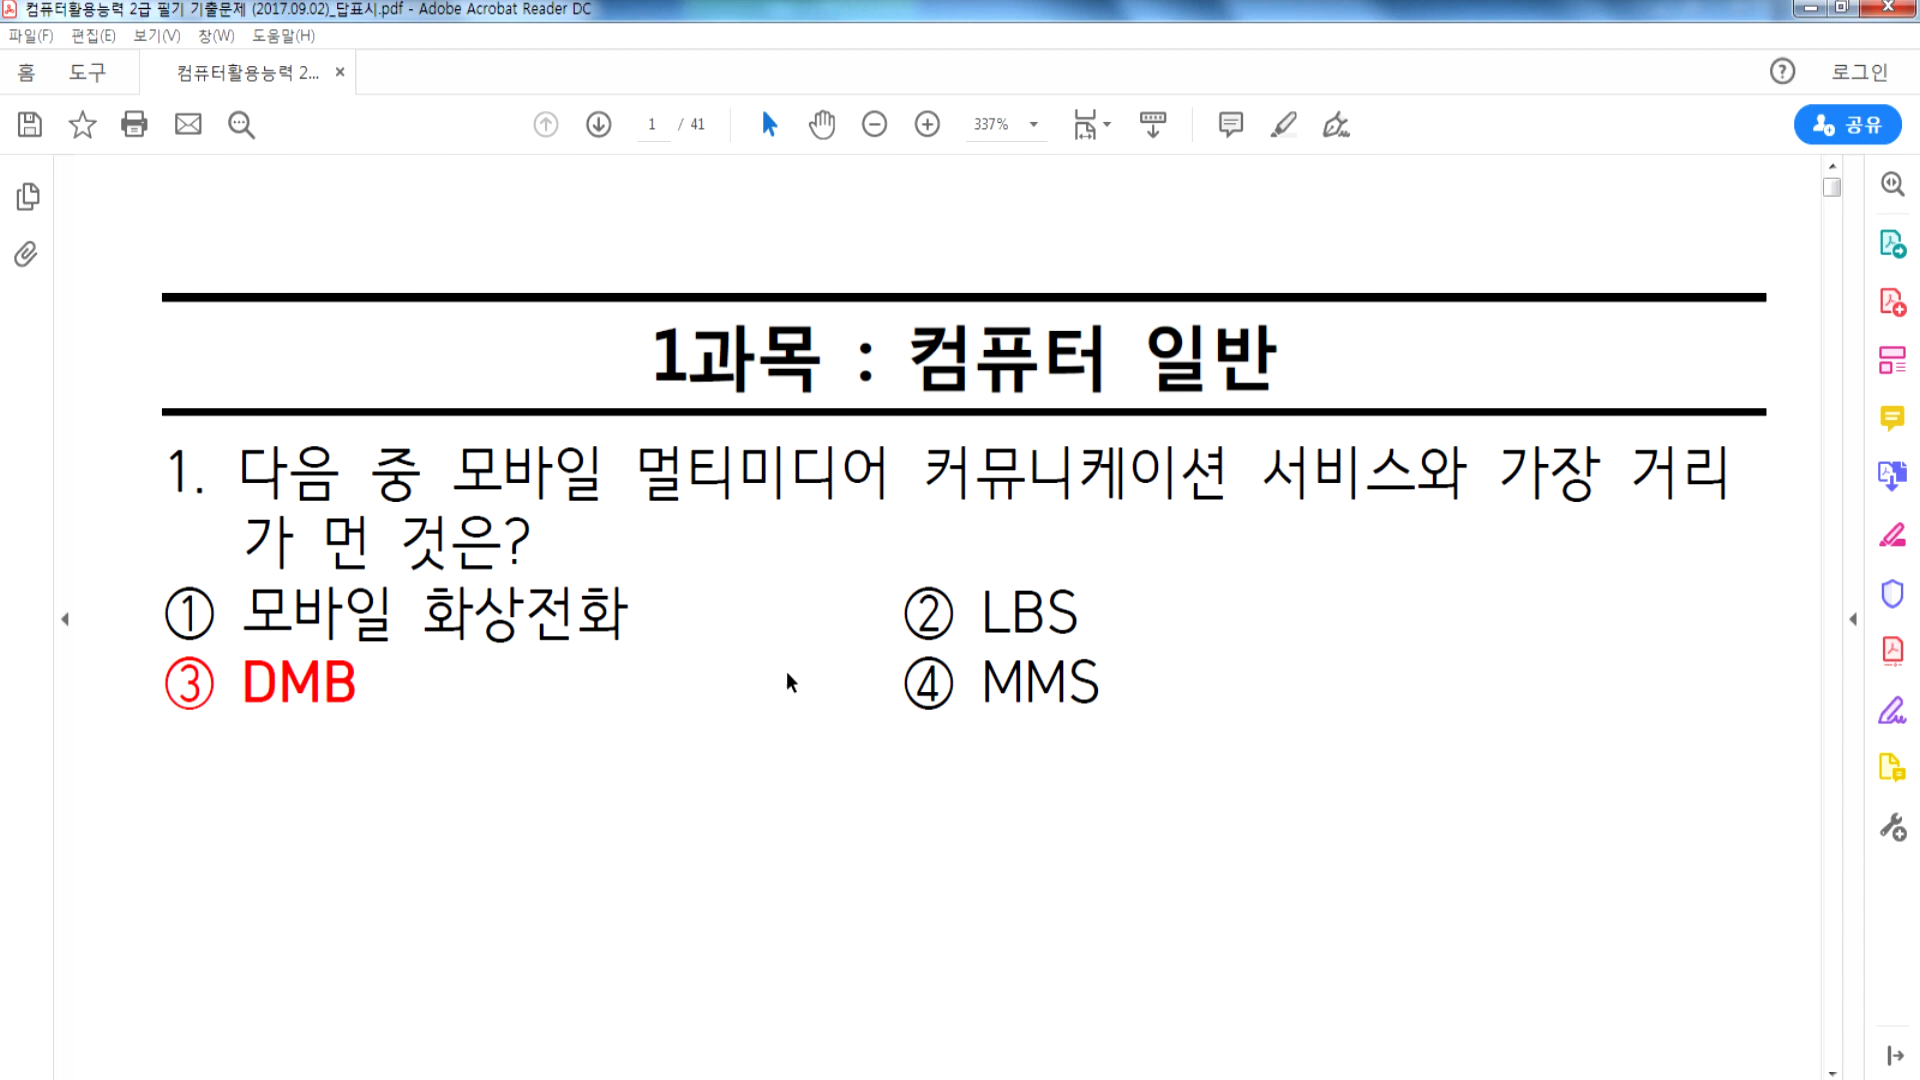 컴퓨터활용능력 2급 필기 기출문제 (2017.09.02)_답표시.pdf - Adobe Acrobat Reader DC
파일(F) 편집(E) 보기(V) 창(W) 도움말(H)
홈 도구 컴퓨터활용능력 2... × 로그인
1 / 41 337% 공유
1과목 : 컴퓨터 일반
1. 다음 중 모바일 멀티미디어 커뮤니케이션 서비스와 가장 거리
가 먼 것은?
① 모바일 화상전화 ② LBS
③ DMB ④ MMS